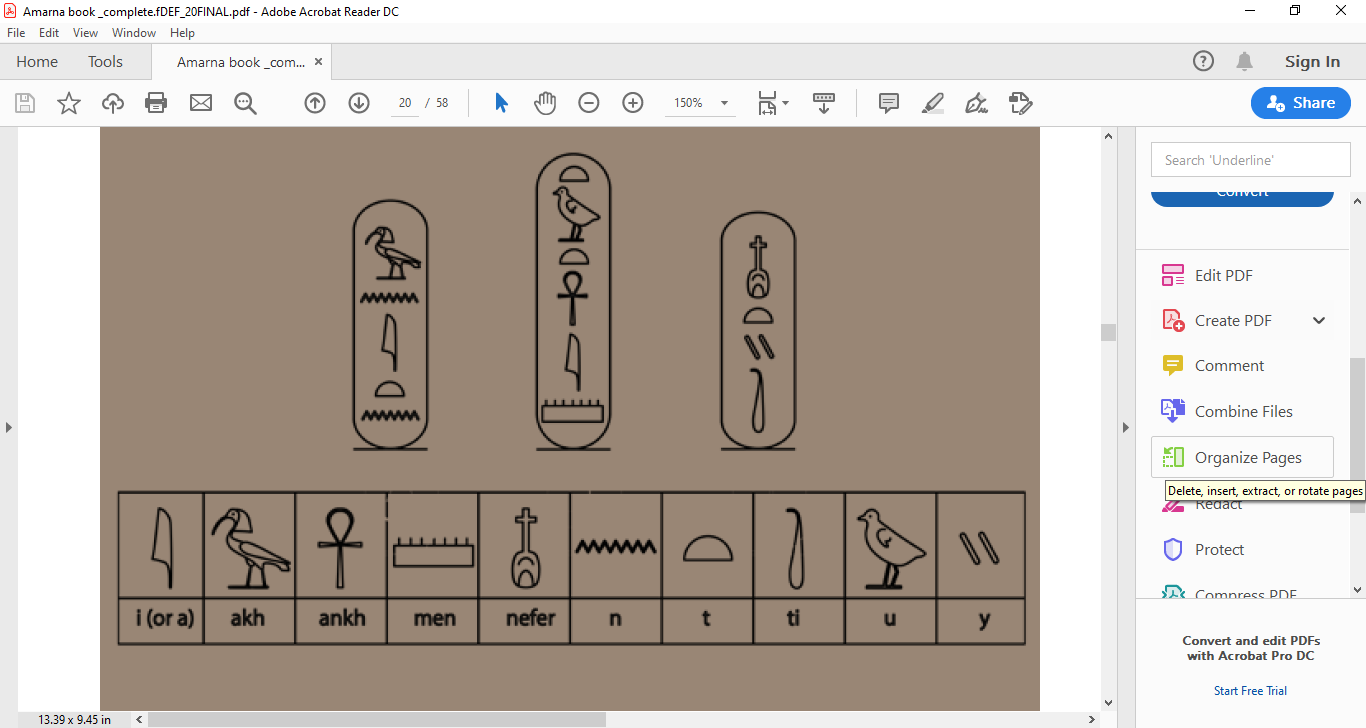 Amarna book _complete.fDEF_20FINAL.pdf - Adobe Acrobat Reader DC
File Edit View Window Help
Home Tools Amarna book _com...
Sign In
20 / 58 150% Share
Search 'Underline'
Convert
Edit PDF
Create PDF
Comment
Combine Files
Organize Pages
Delete, insert, extract, or rotate pages
Redact
Protect
Compress PDF
i (or a) akh ankh men nefer n t ti u y
Convert and edit PDFs
with Acrobat Pro DC
Start Free Trial
13.39 x 9.45 in